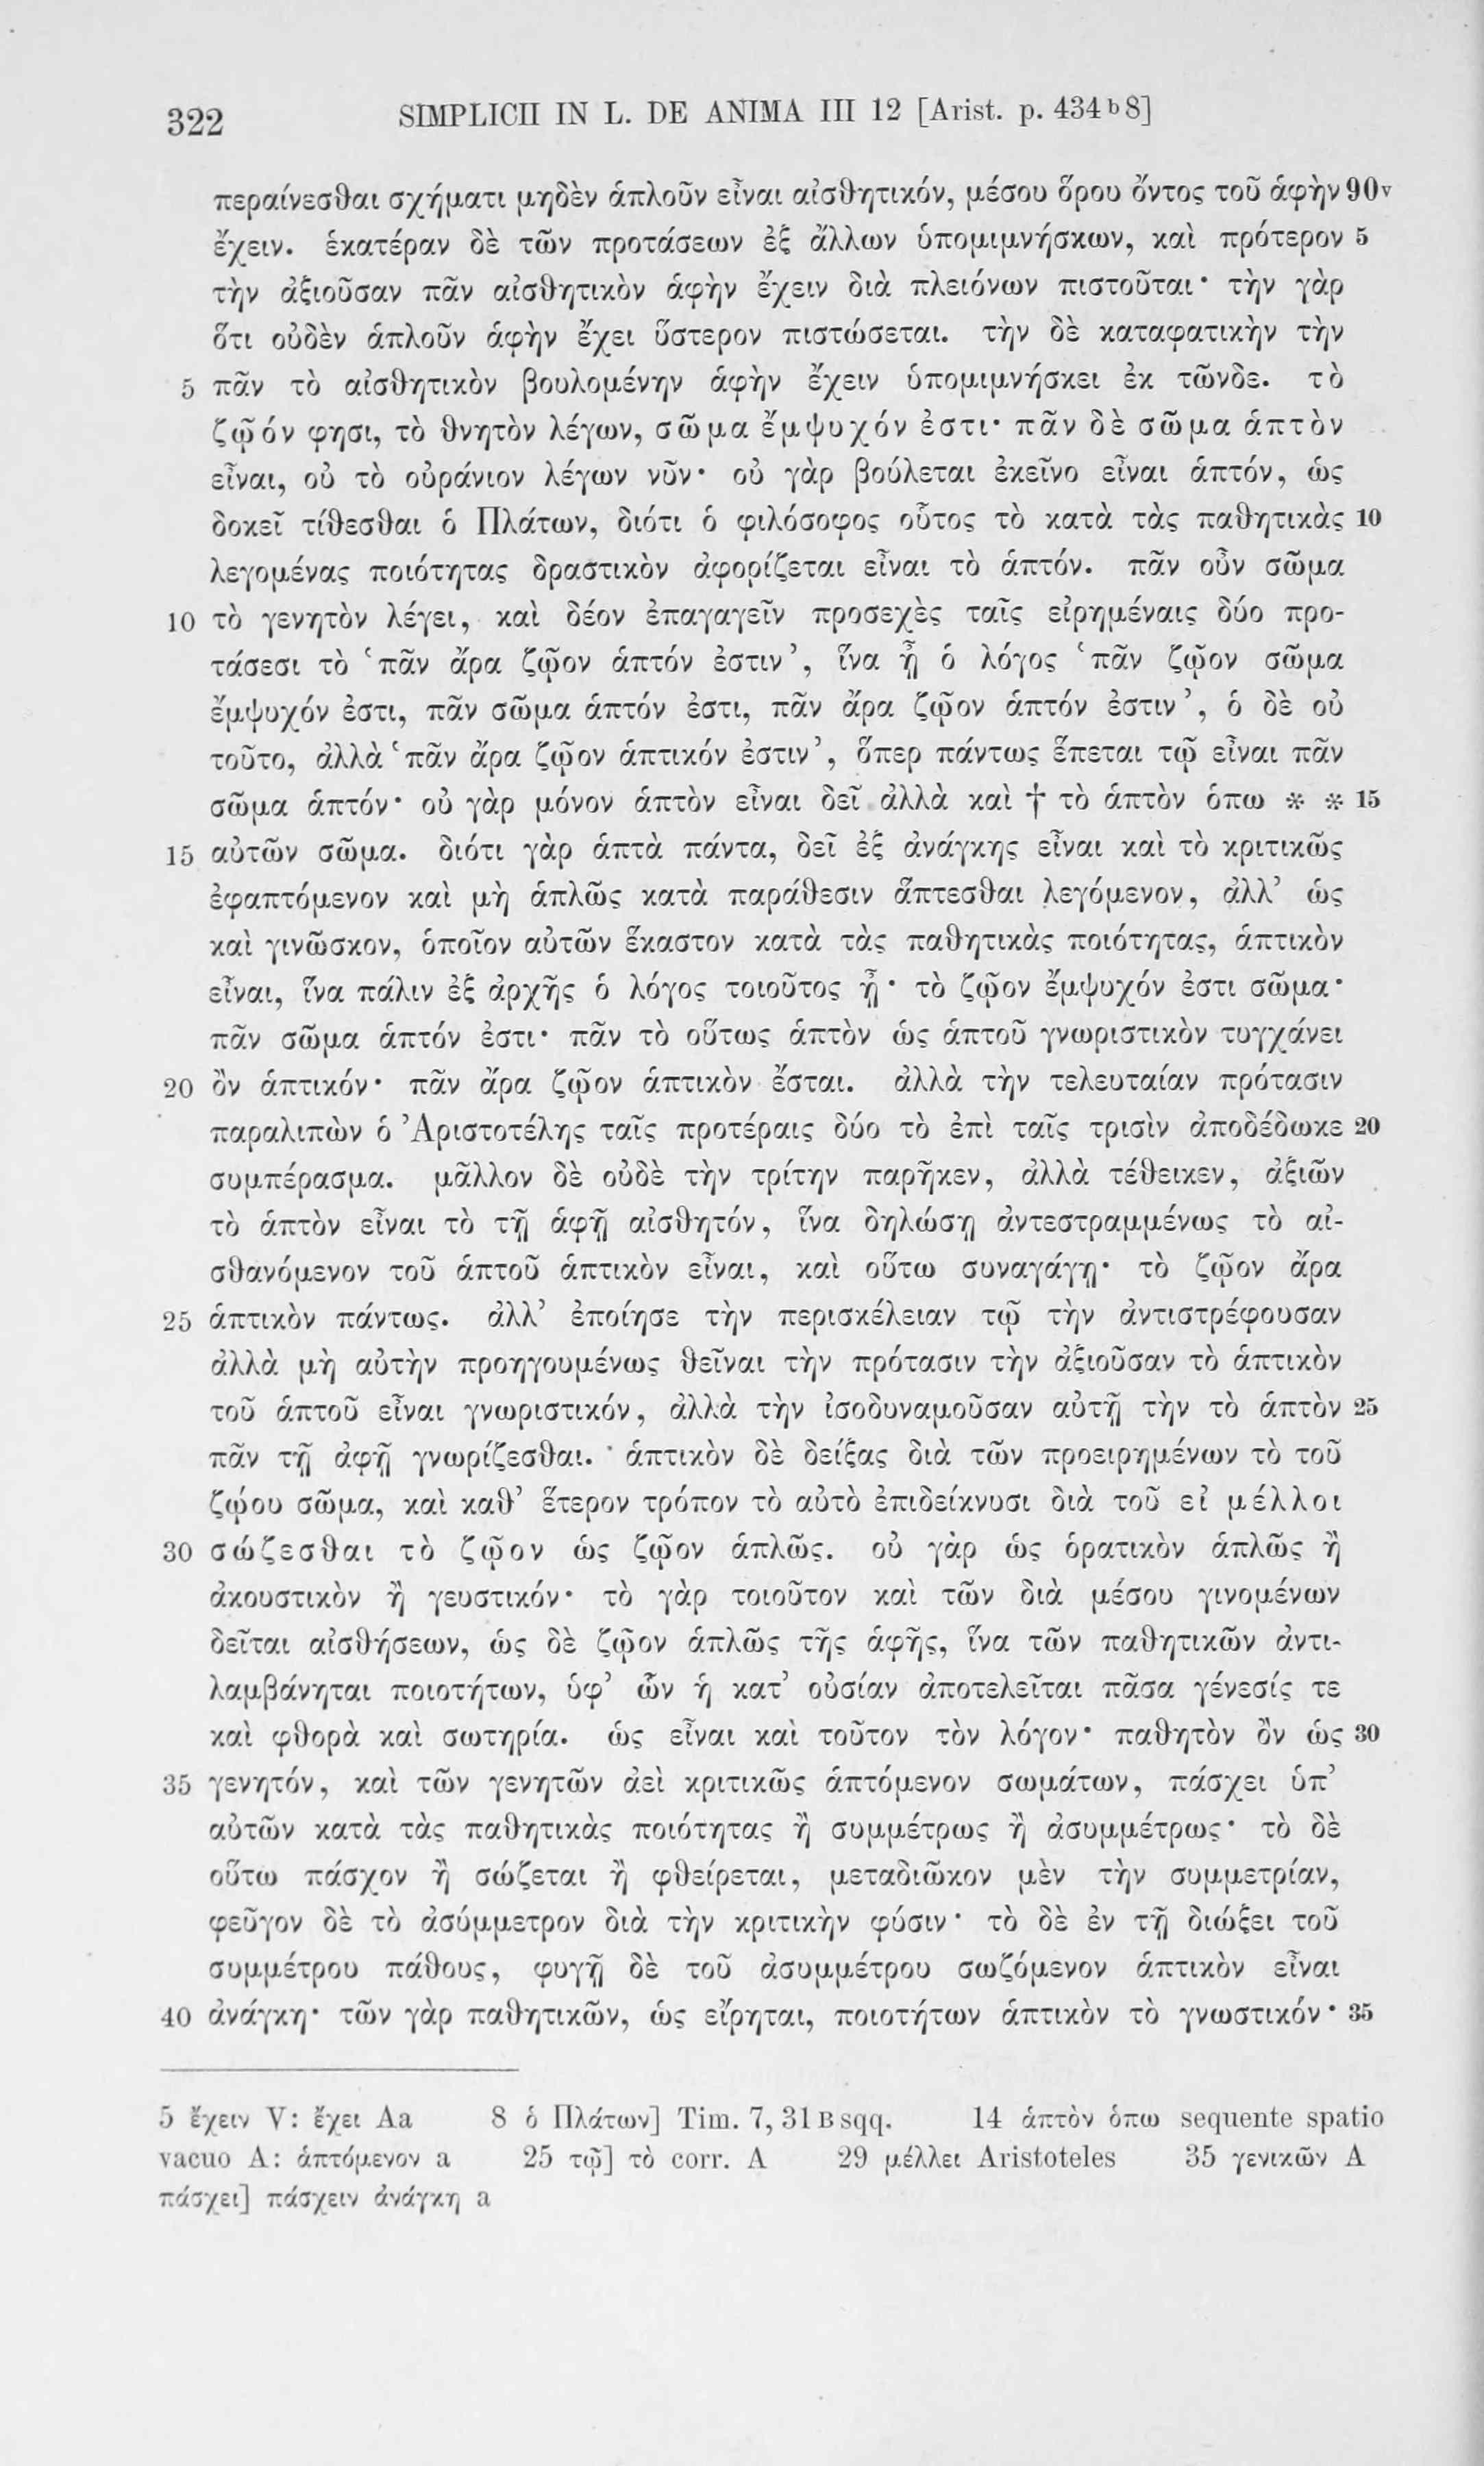 322 SIMPLICII IN L. DE ANIMA III 12 [Arist. p. 434ᵇ8]
περαίνεσθαι σχήματι μηδὲν ἁπλοῦν εἶναι αἰσθητικόν, μέσου ὅρου ὄντος τοῦ ἁφὴν 90v
ἔχειν. ἑκατέραν δὲ τῶν προτάσεων ἐξ ἄλλων ὑπομιμνήσκων, καὶ πρότερον 5
τὴν ἀξιοῦσαν πᾶν αἰσθητικὸν ἁφὴν ἔχειν διὰ πλειόνων πιστοῦται· τὴν γὰρ
ὅτι οὐδὲν ἁπλοῦν ἁφὴν ἔχει ὕστερον πιστώσεται. τὴν δὲ καταφατικὴν τὴν
5 πᾶν τὸ αἰσθητικὸν βουλομένην ἁφὴν ἔχειν ὑπομιμνήσκει ἐκ τῶνδε. τὸ
ζῷόν φησι, τὸ θνητὸν λέγων, σῶμα ἔμψυχόν ἐστι· πᾶν δὲ σῶμα ἁπτὸν
εἶναι, οὐ τὸ οὐράνιον λέγων νῦν· οὐ γὰρ βούλεται ἐκεῖνο εἶναι ἁπτόν, ὡς
δοκεῖ τίθεσθαι ὁ Πλάτων, διότι ὁ φιλόσοφος οὗτος τὸ κατὰ τὰς παθητικὰς 10
λεγομένας ποιότητας δραστικὸν ἀφορίζεται εἶναι τὸ ἁπτόν. πᾶν οὖν σῶμα
10 τὸ γενητὸν λέγει, καὶ δέον ἐπαγαγεῖν προσεχὲς ταῖς εἰρημέναις δύο προ-
τάσεσι τὸ ‘πᾶν ἄρα ζῷον ἁπτόν ἐστιν’, ἵνα ᾖ ὁ λόγος ‘πᾶν ζῷον σῶμα
ἔμψυχόν ἐστι, πᾶν σῶμα ἁπτόν ἐστι, πᾶν ἄρα ζῷον ἁπτόν ἐστιν’, ὁ δὲ οὐ
τοῦτο, ἀλλὰ ‘πᾶν ἄρα ζῷον ἁπτικόν ἐστιν’, ὅπερ πάντως ἕπεται τῷ εἶναι πᾶν
σῶμα ἁπτόν· οὐ γὰρ μόνον ἁπτὸν εἶναι δεῖ ἀλλὰ καὶ † τὸ ἁπτὸν ὁπω * * 15
15 αὐτῶν σῶμα. διότι γὰρ ἁπτὰ πάντα, δεῖ ἐξ ἀνάγκης εἶναι καὶ τὸ κριτικῶς
ἐφαπτόμενον καὶ μὴ ἁπλῶς κατὰ παράθεσιν ἅπτεσθαι λεγόμενον, ἀλλ’ ὡς
καὶ γινῶσκον, ὁποῖον αὐτῶν ἕκαστον κατὰ τὰς παθητικὰς ποιότητας, ἁπτικὸν
εἶναι, ἵνα πάλιν ἐξ ἀρχῆς ὁ λόγος τοιοῦτος ᾖ· τὸ ζῷον ἔμψυχόν ἐστι σῶμα·
πᾶν σῶμα ἁπτόν ἐστι· πᾶν τὸ οὕτως ἁπτὸν ὡς ἁπτοῦ γνωριστικὸν τυγχάνει
20 ὂν ἁπτικόν· πᾶν ἄρα ζῷον ἁπτικὸν ἔσται. ἀλλὰ τὴν τελευταίαν πρότασιν
παραλιπὼν ὁ Ἀριστοτέλης ταῖς προτέραις δύο τὸ ἐπὶ ταῖς τρισὶν ἀποδέδωκε 20
συμπέρασμα. μᾶλλον δὲ οὐδὲ τὴν τρίτην παρῆκεν, ἀλλὰ τέθεικεν, ἀξιῶν
τὸ ἁπτὸν εἶναι τὸ τῇ ἁφῇ αἰσθητόν, ἵνα δηλώσῃ ἀντεστραμμένως τὸ αἰ-
σθανόμενον τοῦ ἁπτοῦ ἁπτικὸν εἶναι, καὶ οὕτω συναγάγῃ· τὸ ζῷον ἄρα
25 ἁπτικὸν πάντως. ἀλλ’ ἐποίησε τὴν περισκέλειαν τῷ τὴν ἀντιστρέφουσαν
ἀλλὰ μὴ αὐτὴν προηγουμένως θεῖναι τὴν πρότασιν τὴν ἀξιοῦσαν τὸ ἁπτικὸν
τοῦ ἁπτοῦ εἶναι γνωριστικόν, ἀλλὰ τὴν ἰσοδυναμοῦσαν αὐτῇ τὴν τὸ ἁπτὸν 25
πᾶν τῇ ἀφῇ γνωρίζεσθαι. ἁπτικὸν δὲ δείξας διὰ τῶν προειρημένων τὸ τοῦ
ζῴου σῶμα, καὶ καθ’ ἕτερον τρόπον τὸ αὐτὸ ἐπιδείκνυσι διὰ τοῦ εἰ μέλλοι
30 σώζεσθαι τὸ ζῷον ὡς ζῷον ἁπλῶς. οὐ γὰρ ὡς ὁρατικὸν ἁπλῶς ἢ
ἀκουστικὸν ἢ γευστικόν· τὸ γὰρ τοιοῦτον καὶ τῶν διὰ μέσου γινομένων
δεῖται αἰσθήσεων, ὡς δὲ ζῷον ἁπλῶς τῆς ἁφῆς, ἵνα τῶν παθητικῶν ἀντι-
λαμβάνηται ποιοτήτων, ὑφ’ ὧν ἡ κατ’ οὐσίαν ἀποτελεῖται πᾶσα γένεσίς τε
καὶ φθορὰ καὶ σωτηρία. ὡς εἶναι καὶ τοῦτον τὸν λόγον· παθητὸν ὂν ὡς 30
35 γενητόν, καὶ τῶν γενητῶν ἀεὶ κριτικῶς ἁπτόμενον σωμάτων, πάσχει ὑπ’
αὐτῶν κατὰ τὰς παθητικὰς ποιότητας ἢ συμμέτρως ἢ ἀσυμμέτρως· τὸ δὲ
οὕτω πάσχον ἢ σώζεται ἢ φθείρεται, μεταδιῶκον μὲν τὴν συμμετρίαν,
φεῦγον δὲ τὸ ἀσύμμετρον διὰ τὴν κριτικὴν φύσιν· τὸ δὲ ἐν τῇ διώξει τοῦ
συμμέτρου πάθους, φυγῇ δὲ τοῦ ἀσυμμέτρου σωζόμενον ἁπτικὸν εἶναι
40 ἀνάγκη· τῶν γὰρ παθητικῶν, ὡς εἴρηται, ποιοτήτων ἁπτικὸν τὸ γνωστικόν· 35
5 ἔχειν V: ἔχει Aa 8 ὁ Πλάτων] Tim. 7, 31 B sqq. 14 ἁπτὸν ὁπω sequente spatio
vacuo A: ἁπτόμενον a 25 τῷ] τὸ corr. A 29 μέλλει Aristoteles 35 γενικῶν A
πάσχει] πάσχειν ἀνάγκη a